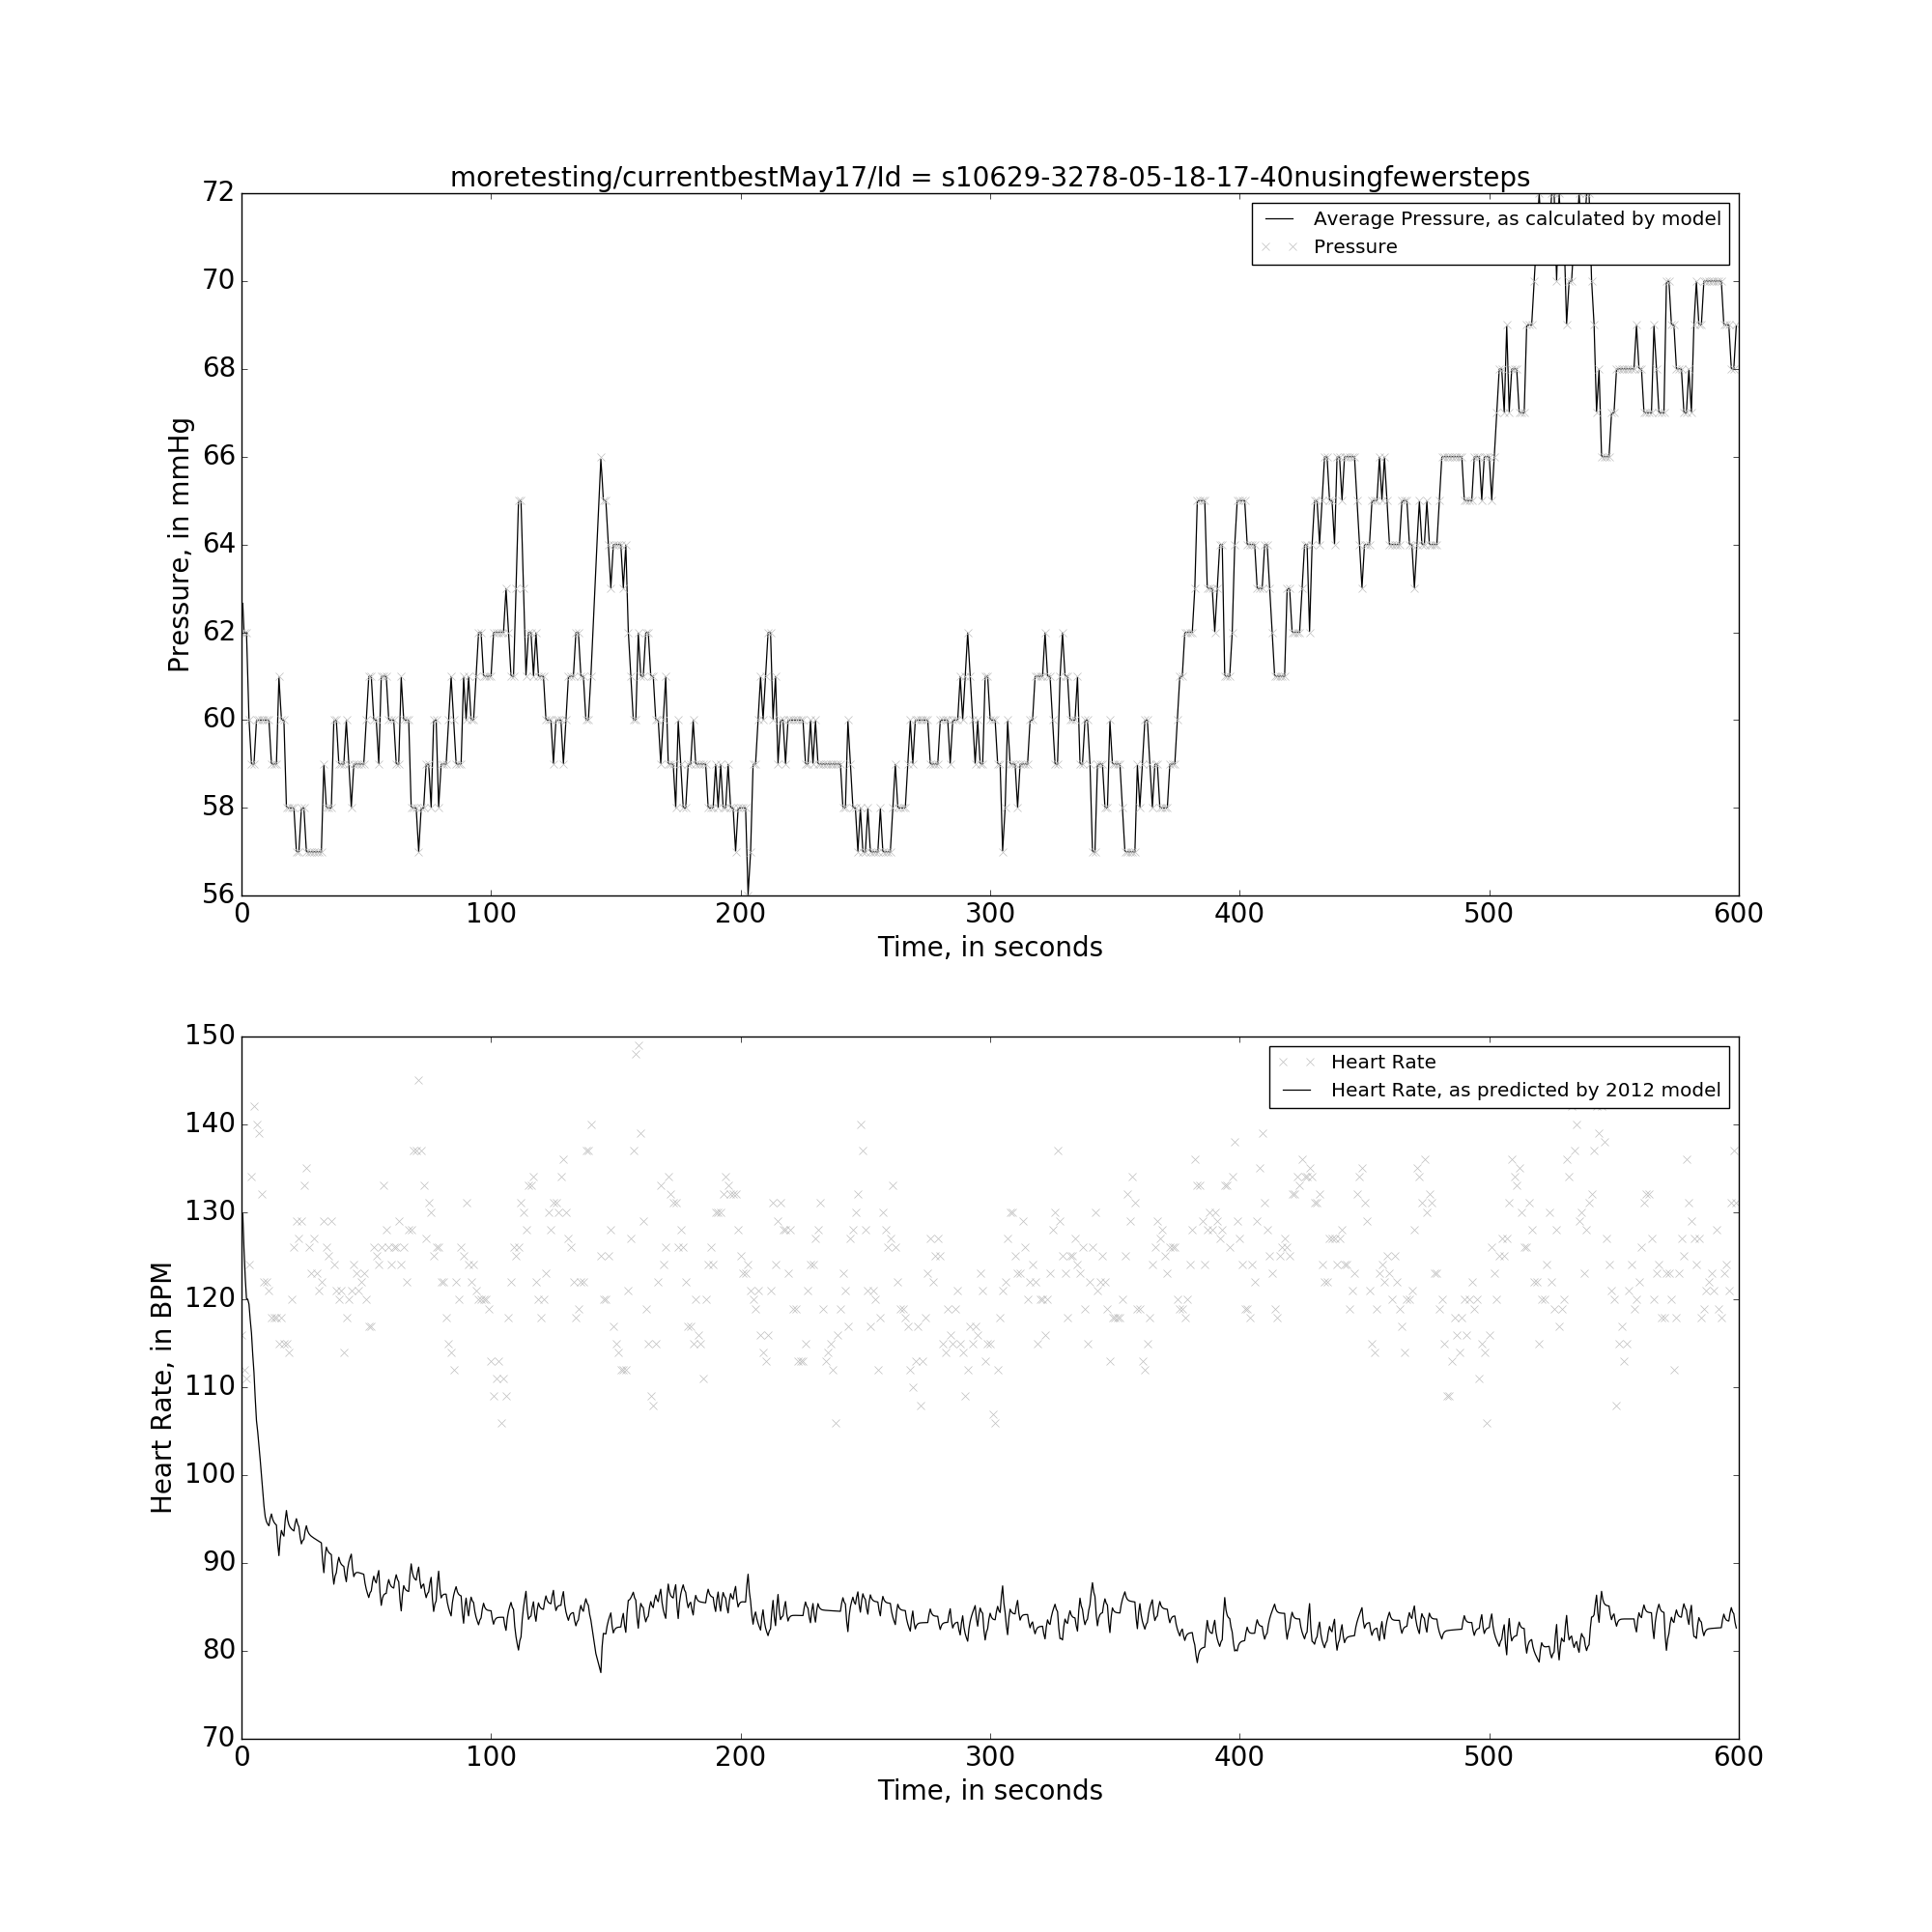 moretesting/currentbestMay17/Id = s10629-3278-05-18-17-40nusingfewersteps
72
70
68
66
64
62
60
58
56
Pressure, in mmHg
Average Pressure, as calculated by model
Pressure
0 100 200 300 400 500 600
Time, in seconds
150
140
130
120
110
100
90
80
70
Heart Rate, in BPM
Heart Rate
Heart Rate, as predicted by 2012 model
0 100 200 300 400 500 600
Time, in seconds